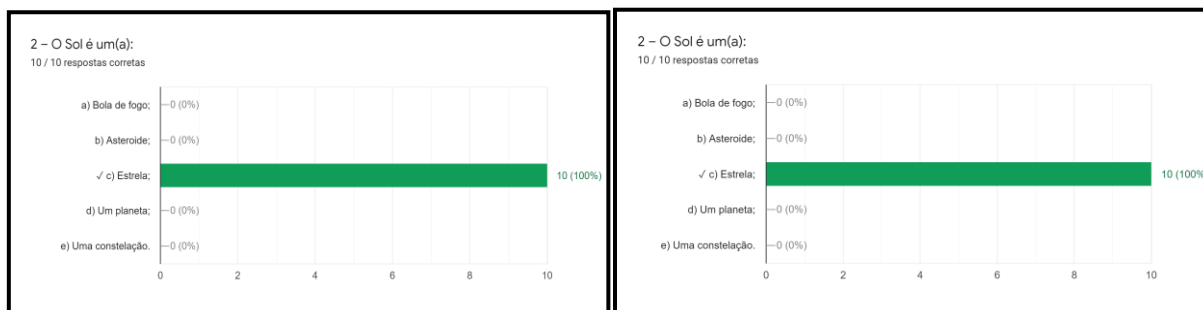 2 – O Sol é um(a):
10 / 10 respostas corretas
a) Bola de fogo;
0 (0%)
b) Asteroide;
0 (0%)
✓ c) Estrela;
10 (100%)
d) Um planeta;
0 (0%)
e) Uma constelação.
0 (0%)
0 2 4 6 8 10
2 – O Sol é um(a):
10 / 10 respostas corretas
a) Bola de fogo;
0 (0%)
b) Asteroide;
0 (0%)
✓ c) Estrela;
10 (100%
d) Um planeta;
0 (0%)
e) Uma constelação.
0 (0%)
0 2 4 6 8 10